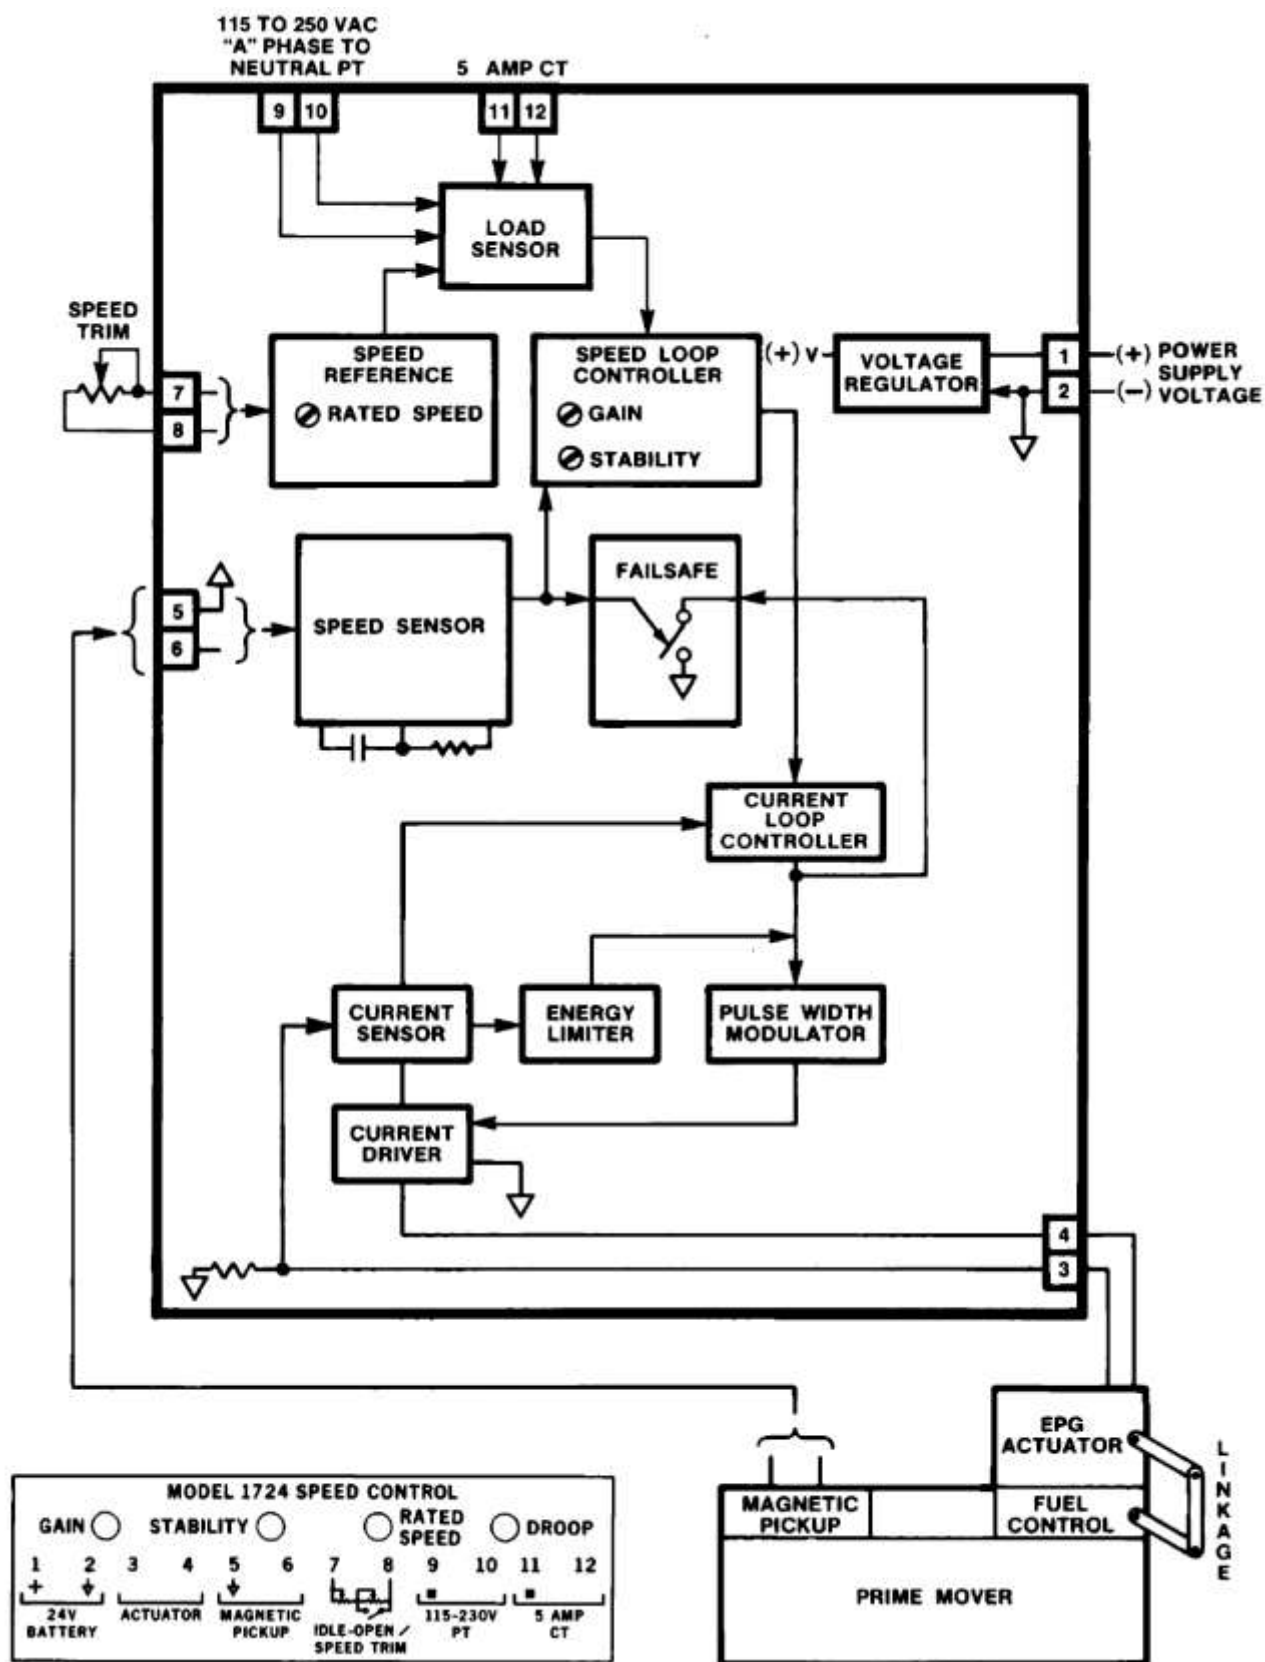 115 TO 250 VAC
"A" PHASE TO
NEUTRAL PT
5 AMP CT
9 10
11 12
LOAD
SENSOR
SPEED
TRIM
7
8
SPEED
REFERENCE
RATED SPEED
SPEED LOOP
CONTROLLER
GAIN
STABILITY
(+) V
VOLTAGE
REGULATOR
1
2
(+) POWER
SUPPLY
(-) VOLTAGE
5
6
SPEED SENSOR
FAILSAFE
CURRENT
LOOP
CONTROLLER
CURRENT
SENSOR
ENERGY
LIMITER
PULSE WIDTH
MODULATOR
CURRENT
DRIVER
4
3
EPG
ACTUATOR
LINKAGE
MAGNETIC
PICKUP
FUEL
CONTROL
PRIME MOVER
MODEL 1724 SPEED CONTROL
GAIN STABILITY RATED SPEED DROOP
1 2 3 4 5 6 7 8 9 10 11 12
+
24V
BATTERY
ACTUATOR
MAGNETIC
PICKUP
IDLE-OPEN /
SPEED TRIM
115-230V
PT
5 AMP
CT